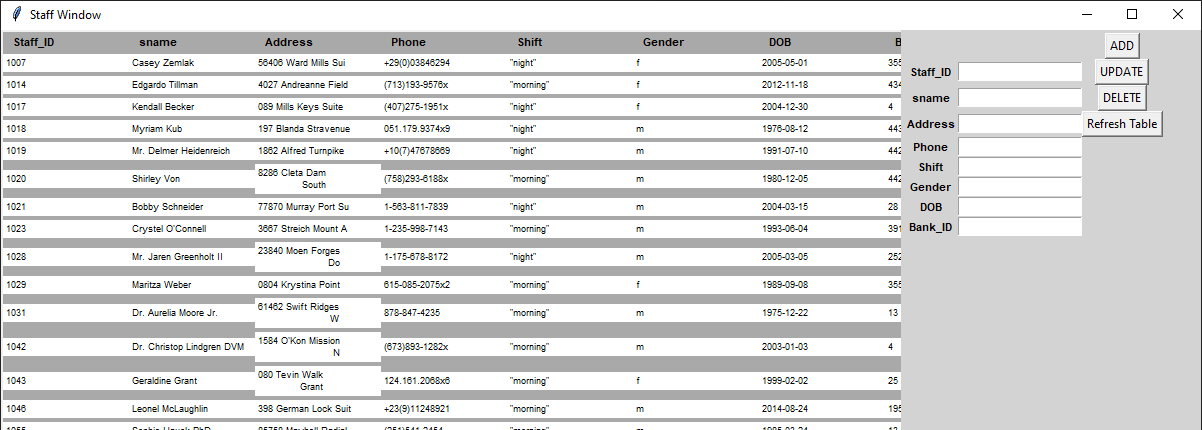 Staff Window
Staff_ID sname Address Phone Shift Gender DOB B
1007 Casey Zemlak 56406 Ward Mills Sui +29(0)03846294 "night" f 2005-05-01 355
1014 Edgardo Tillman 4027 Andreanne Field (713)193-9576x "morning" f 2012-11-18 434
1017 Kendall Becker 089 Mills Keys Suite (407)275-1951x "night" f 2004-12-30 4
1018 Myriam Kub 197 Blanda Stravenue 051.179.9374x9 "night" m 1976-08-12 443
1019 Mr. Delmer Heidenreich 1862 Alfred Turnpike +10(7)47678669 "night" m 1991-07-10 442
1020 Shirley Von 8286 Cleta Dam
South (758)293-6188x "morning" m 1980-12-05 442
1021 Bobby Schneider 77870 Murray Port Su 1-563-811-7839 "night" m 2004-03-15 28
1023 Crystel O'Connell 3667 Streich Mount A 1-235-998-7143 "morning" m 1993-06-04 391
1028 Mr. Jaren Greenholt II 23840 Moen Forges
Do 1-175-678-8172 "night" m 2005-03-05 252
1029 Maritza Weber 0804 Krystina Point 615-085-2075x2 "morning" f 1989-09-08 355
1031 Dr. Aurelia Moore Jr. 61462 Swift Ridges
W 878-847-4235 "morning" m 1975-12-22 13
1042 Dr. Christop Lindgren DVM 1584 O'Kon Mission
N (673)893-1282x "morning" m 2003-01-03 4
1043 Geraldine Grant 080 Tevin Walk
Grant 124.161.2068x6 "morning" f 1999-02-02 25
1046 Leonel McLaughlin 398 German Lock Suit +23(9)11248921 "morning" m 2014-08-24 195
ADD
Staff_ID UPDATE
sname DELETE
Address Refresh Table
Phone
Shift
Gender
DOB
Bank_ID